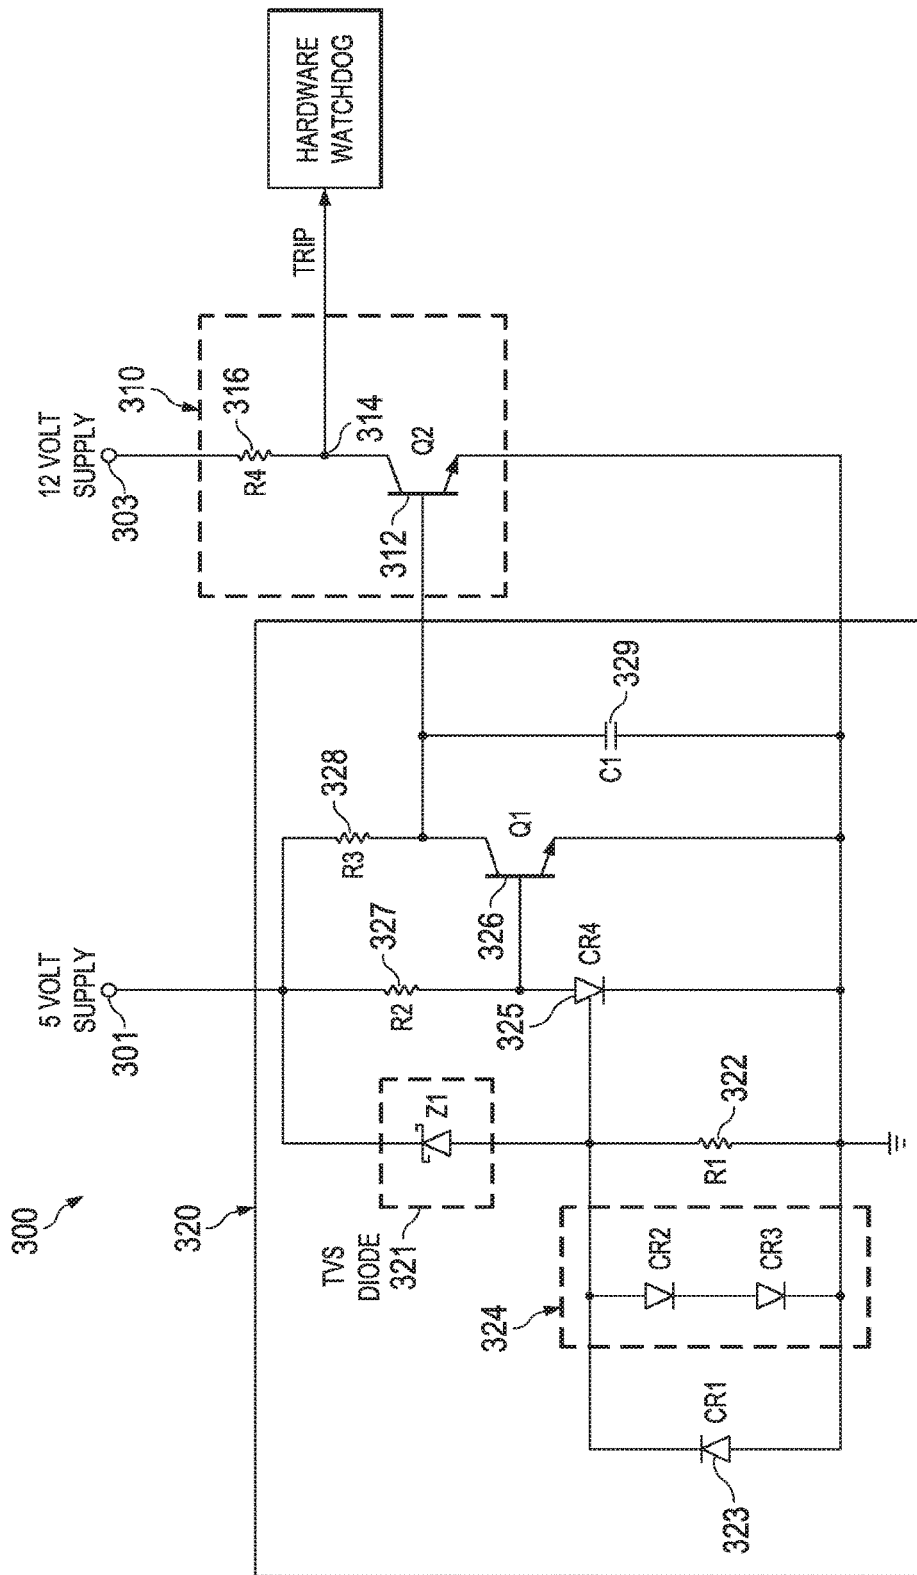 300
5 VOLT
SUPPLY
301
12 VOLT
SUPPLY
303
310
316
R4
314
TRIP
HARDWARE
WATCHDOG
Q2
312
320
TVS
DIODE
321
Z1
R2
327
R3
328
Q1
326
325
CR4
C1
329
324
CR2
CR3
R1
322
CR1
323